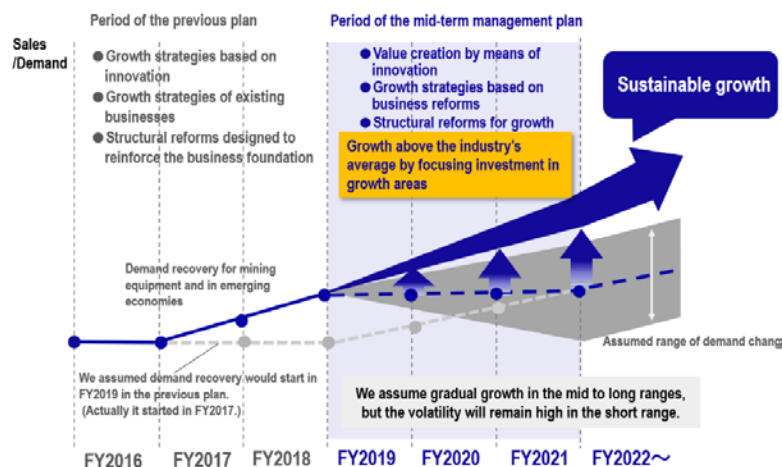 Period of the previous plan
Period of the mid-term management plan
Sales
/Demand
● Growth strategies based on
innovation
● Growth strategies of existing
businesses
● Structural reforms designed to
reinforce the business foundation
● Value creation by means of
innovation
● Growth strategies based on
business reforms
● Structural reforms for growth
Growth above the industry's
average by focusing investment in
growth areas
Sustainable growth
Demand recovery for mining
equipment and in emerging
economies
Assumed range of demand chang
We assumed demand recovery would start in
FY2019 in the previous plan.
(Actually it started in FY2017.)
We assume gradual growth in the mid to long ranges,
but the volatility will remain high in the short range.
FY2016
FY2017
FY2018
FY2019
FY2020
FY2021
FY2022～